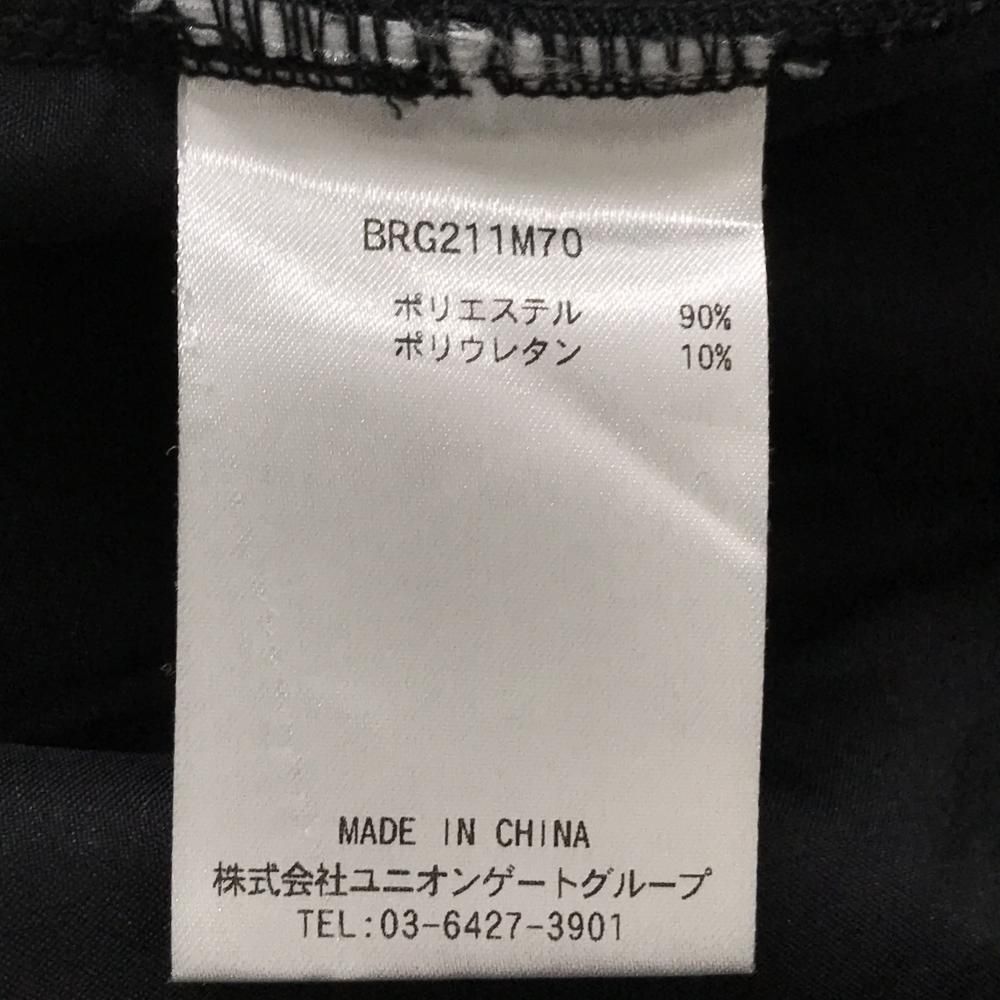 BRG211M70
ポリエステル 90%
ポリウレタン 10%
MADE IN CHINA
株式会社ユニオンゲートグループ
TEL:03-6427-3901